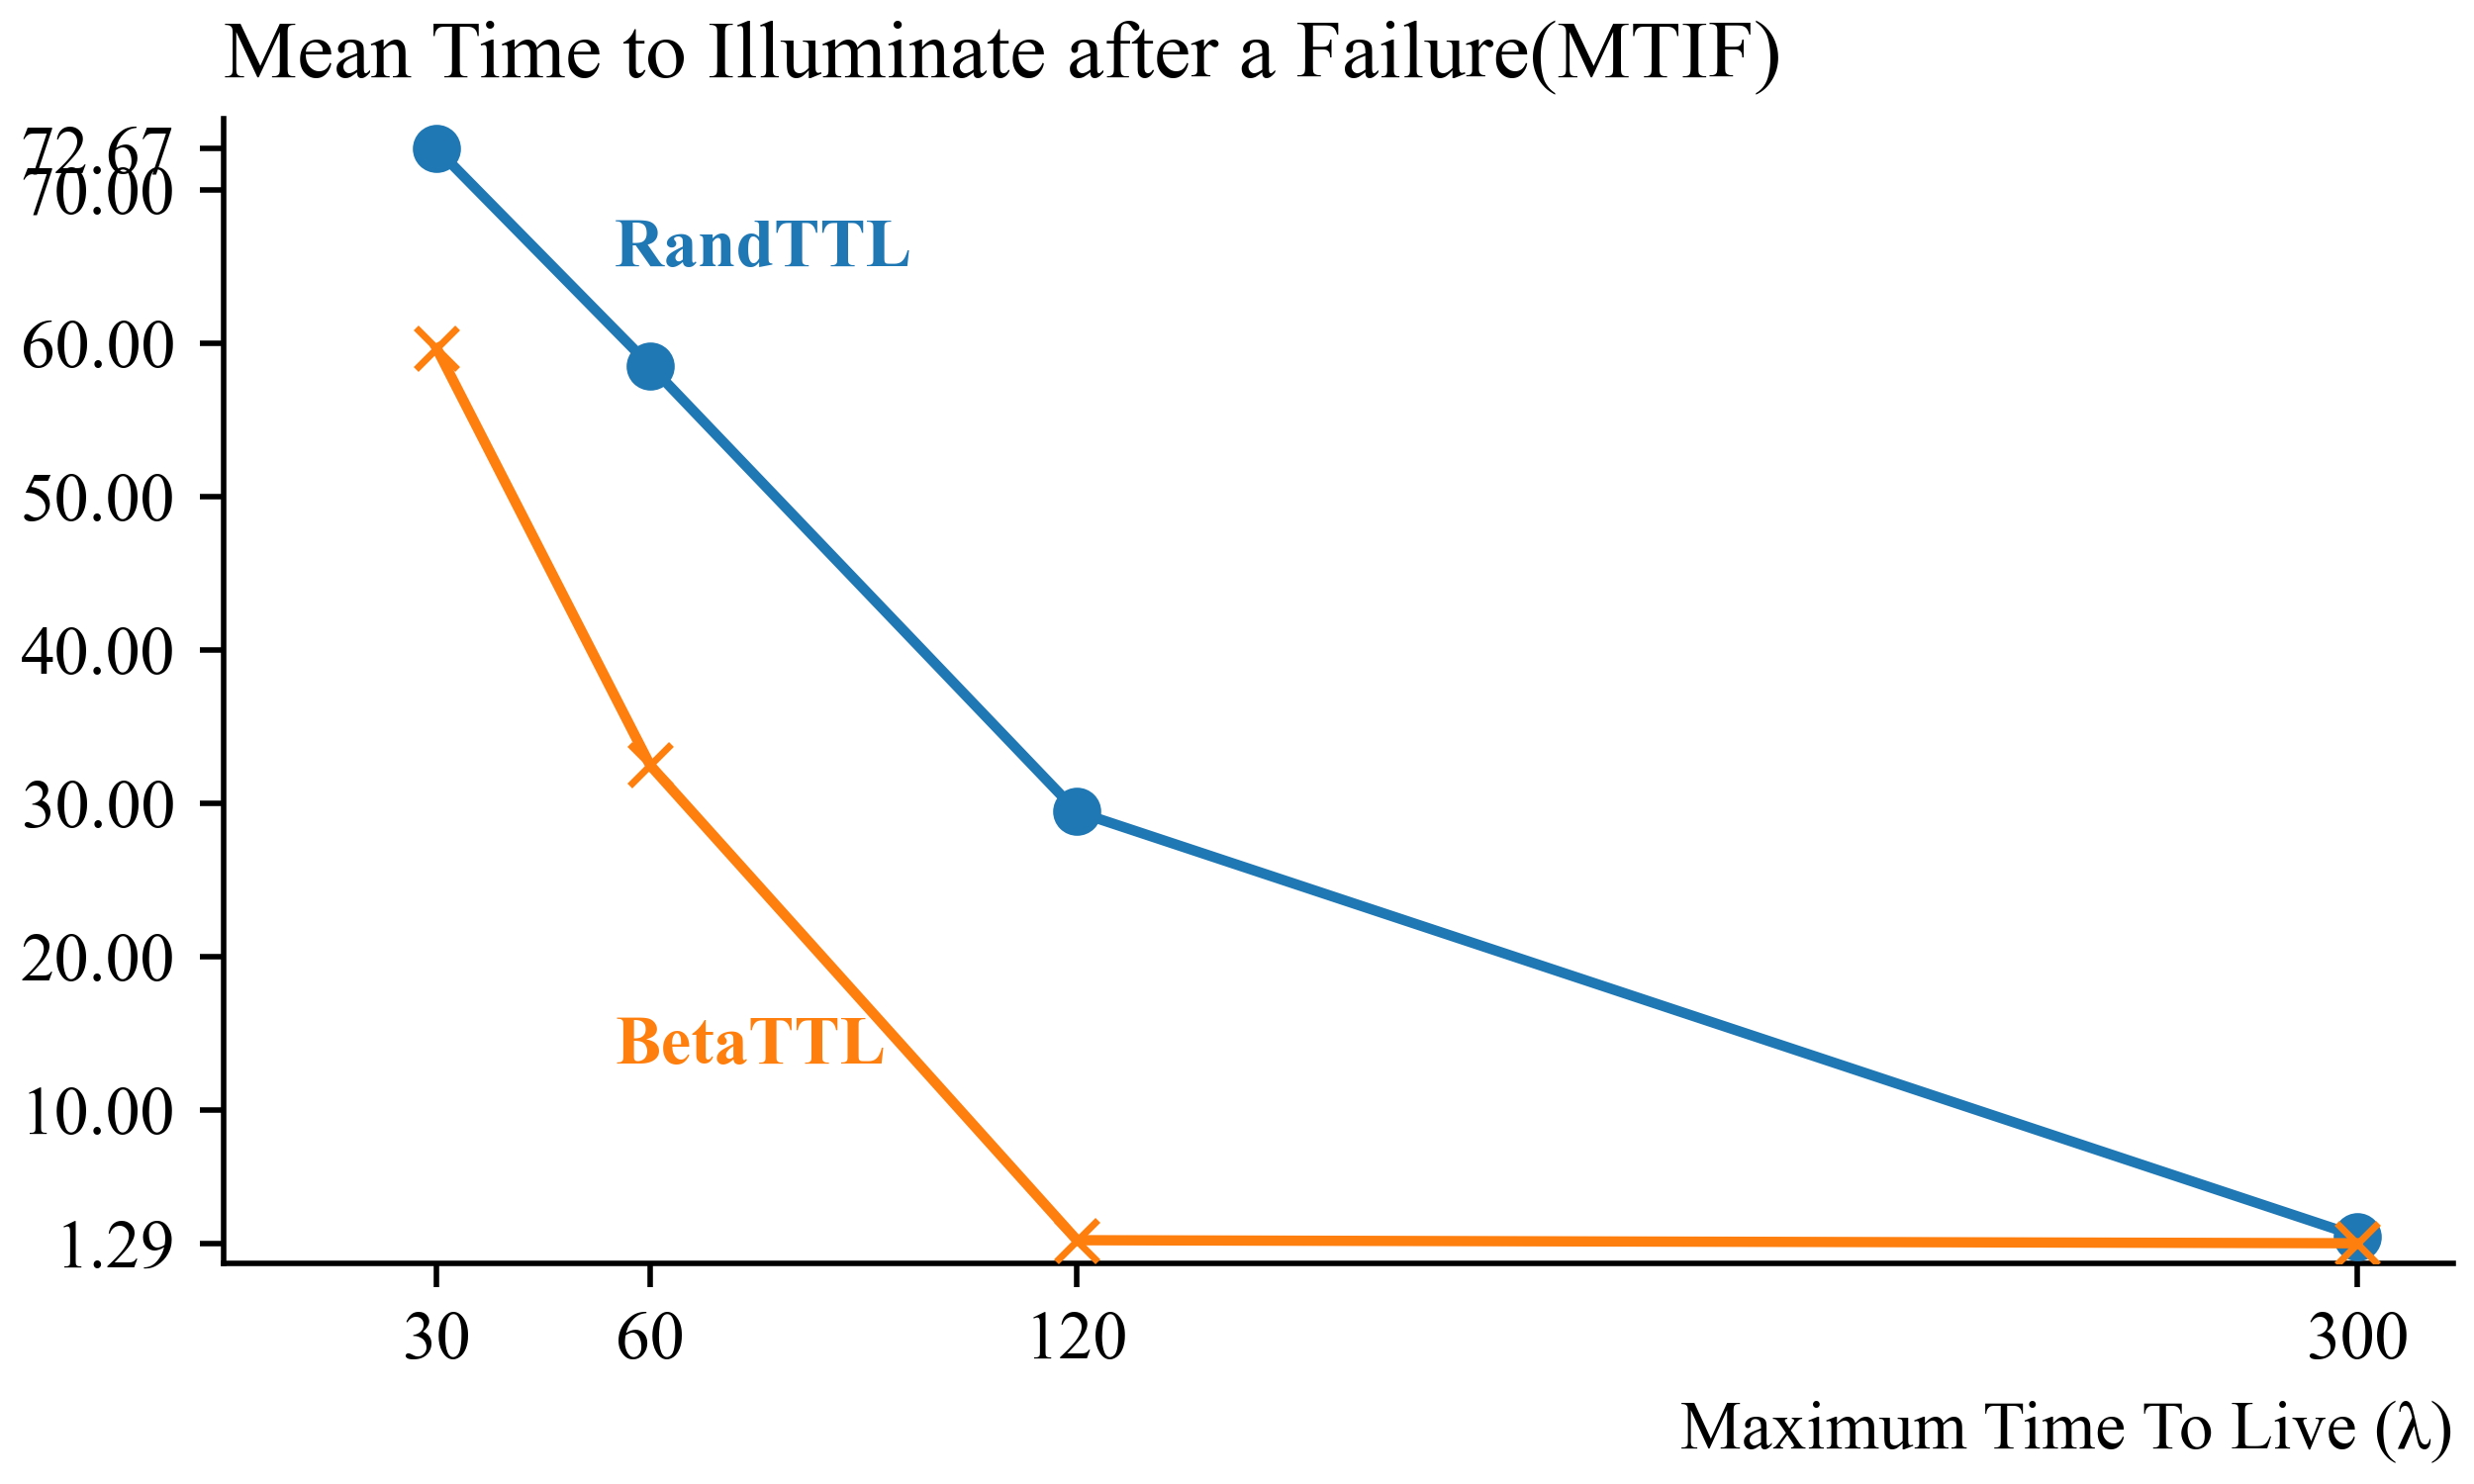 Mean Time to Illuminate after a Failure(MTIF)
72.67
70.00
RandTTL
60.00
50.00
40.00
30.00
20.00
BetaTTL
10.00
1.29
30 60 120 300
Maximum Time To Live (λ)